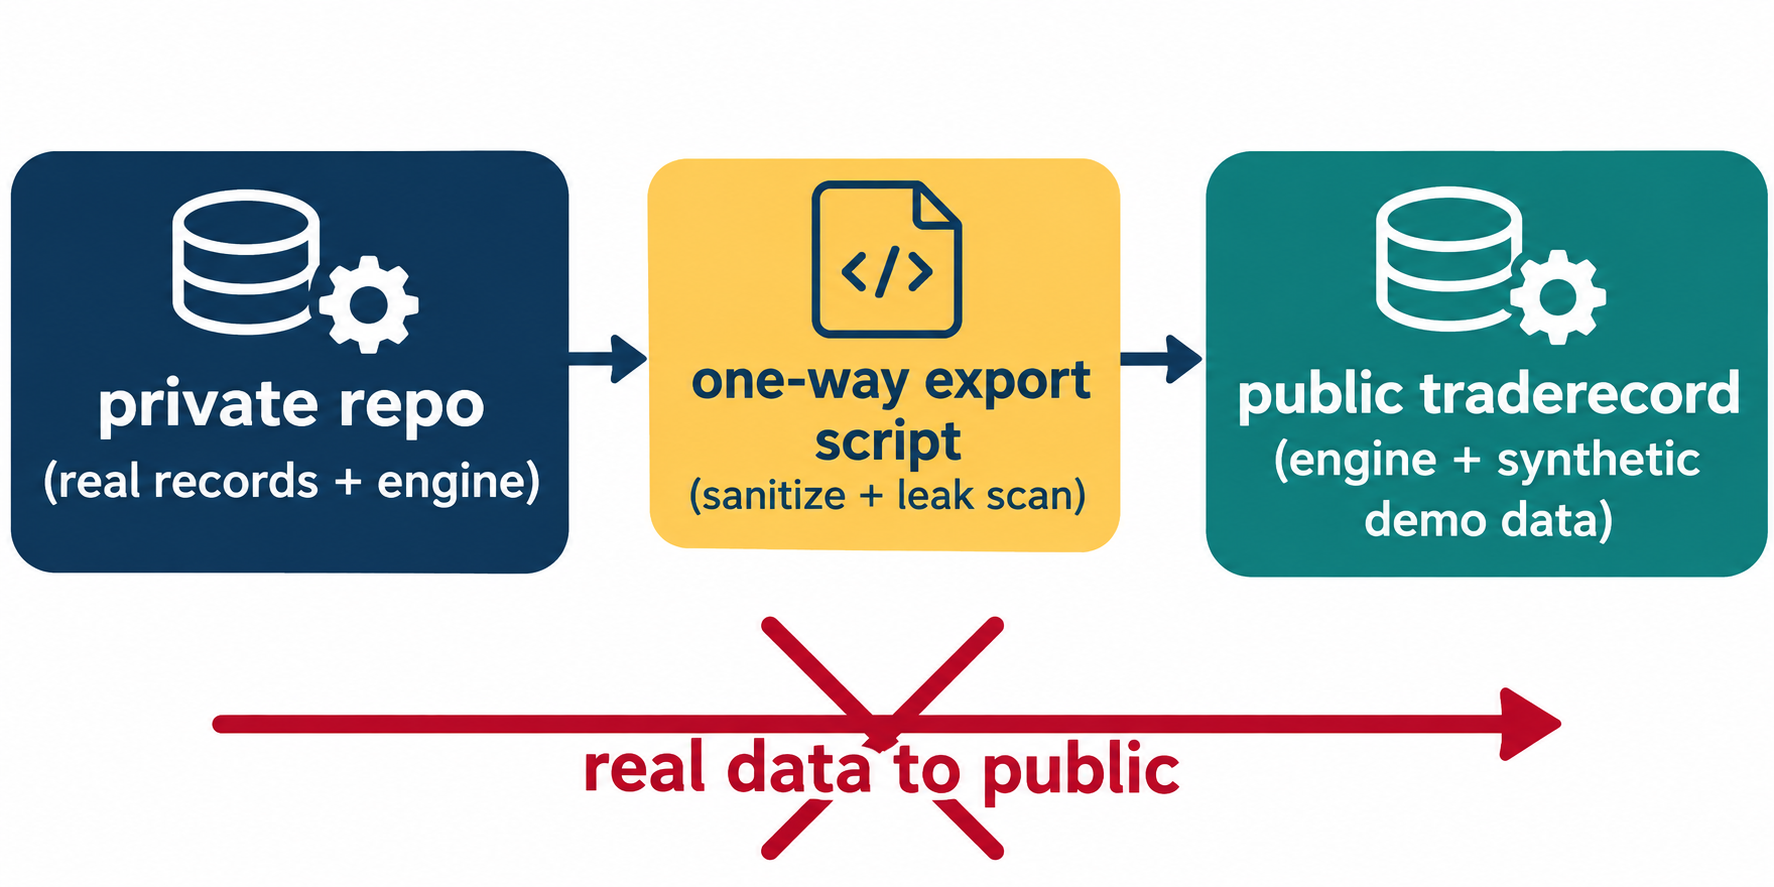 private repo
(real records + engine)
</>
one-way export
script
(sanitize + leak scan)
public traderecord
(engine + synthetic
demo data)
real data to public